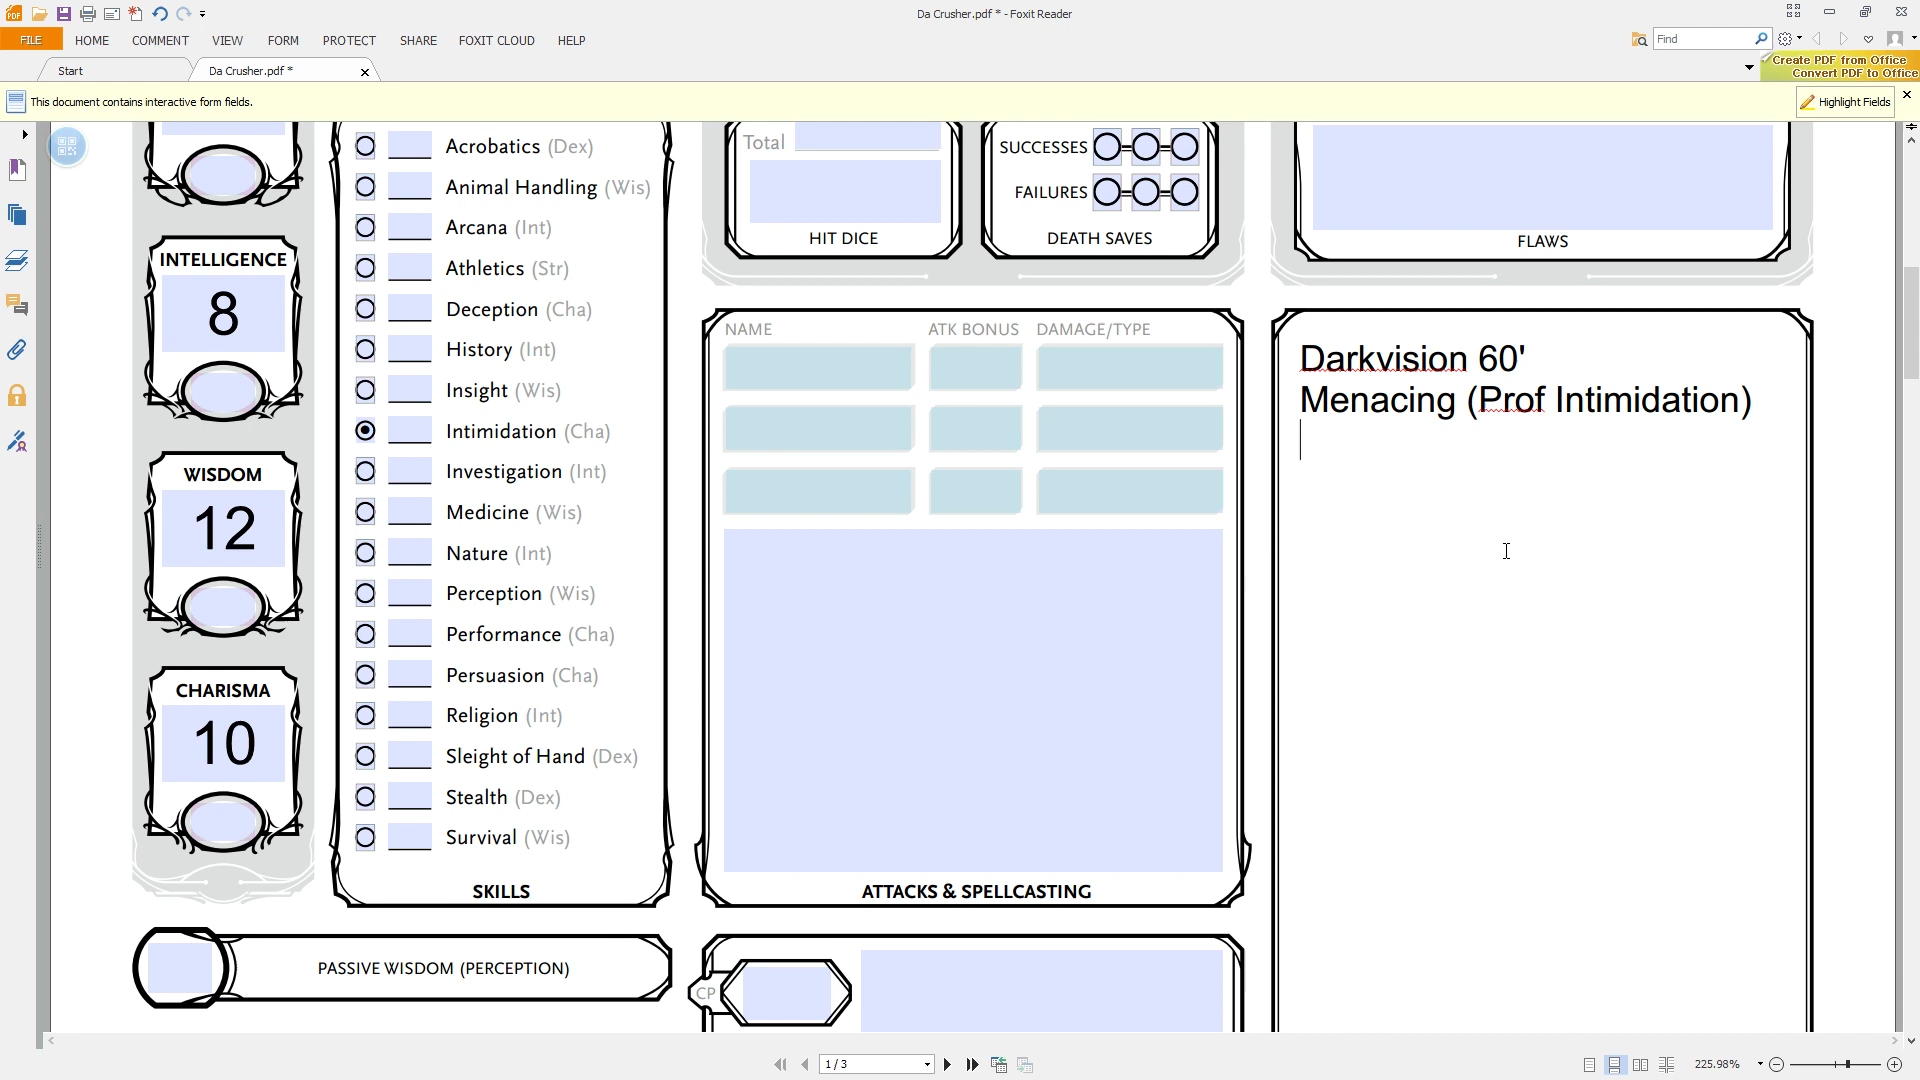 Da Crusher.pdf * - Foxit Reader
FILE HOME COMMENT VIEW FORM PROTECT SHARE FOXIT CLOUD HELP
Find
Start
Da Crusher.pdf *
Create PDF from Office
Convert PDF to Office
This document contains interactive form fields.
Highlight Fields
INTELLIGENCE
8
WISDOM
12
CHARISMA
10
Acrobatics (Dex)
Animal Handling (Wis)
Arcana (Int)
Athletics (Str)
Deception (Cha)
History (Int)
Insight (Wis)
Intimidation (Cha)
Investigation (Int)
Medicine (Wis)
Nature (Int)
Perception (Wis)
Performance (Cha)
Persuasion (Cha)
Religion (Int)
Sleight of Hand (Dex)
Stealth (Dex)
Survival (Wis)
SKILLS
PASSIVE WISDOM (PERCEPTION)
Total
HIT DICE
SUCCESSES
FAILURES
DEATH SAVES
NAME ATK BONUS DAMAGE/TYPE
ATTACKS & SPELLCASTING
CP
FLAWS
Darkvision 60'
Menacing (Prof Intimidation)
1 / 3
225.98%